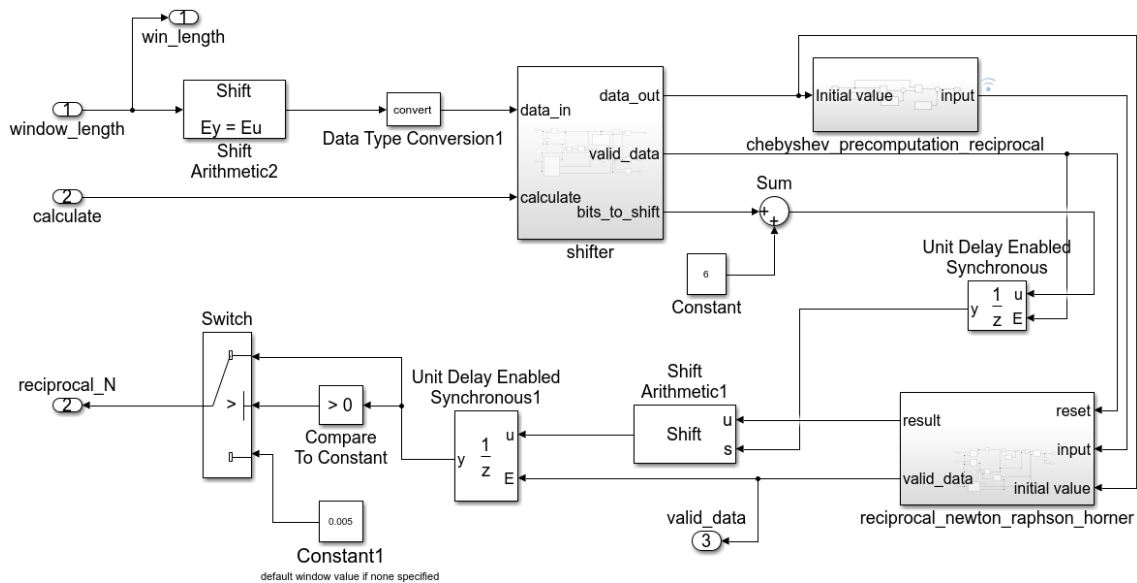 1
win_length
1
window_length
Shift
Ey = Eu
Shift
Arithmetic2
convert
Data Type Conversion1
2
calculate
data_in
calculate
data_out
valid_data
bits_to_shift
shifter
Initial value
input
chebyshev_precomputation_reciprocal
Sum
+
+
6
Constant
Unit Delay Enabled
Synchronous
y
1
z
u
E
Switch
>
reciprocal_N
2
> 0
Compare
To Constant
0.005
Constant1
default window value if none specified
Unit Delay Enabled
Synchronous1
y
1
z
u
E
Shift
Arithmetic1
Shift
u
s
result
valid_data
reset
input
initial value
reciprocal_newton_raphson_horner
valid_data
3